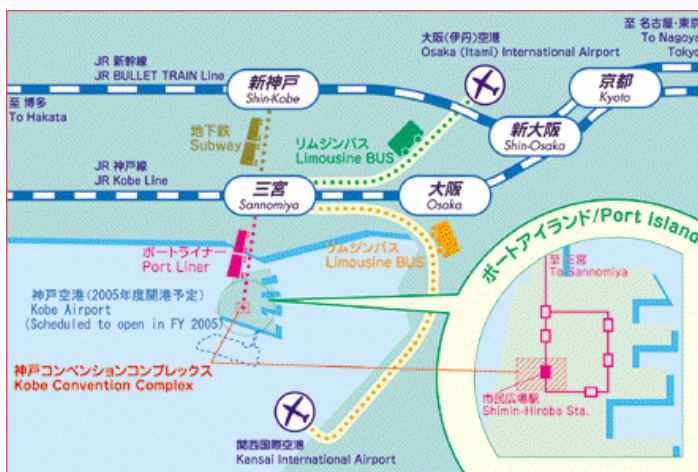 大阪(伊丹)空港
Osaka (Itami) International Airport
至 名古屋・東京
To Nagoya
Tokyo
JR 新幹線
JR BULLET TRAIN Line
新神戸
Shin-Kobe
京都
Kyoto
至 博多
To Hakata
地下鉄
Subway
リムジンバス
Limousine BUS
新大阪
Shin-Osaka
JR 神戸線
JR Kobe Line
三宮
Sannomiya
大阪
Osaka
ポートライナー
Port Liner
リムジンバス
Limousine BUS
ポートアイランド/Port Island
至 三宮
To Sannomiya
神戸空港(2005年度開港予定)
Kobe Airport
(Scheduled to open in FY 2005)
神戸コンベンションコンプレックス
Kobe Convention Complex
市民広場駅
Shimin-Hiroba Sta.
関西国際空港
Kansai International Airport